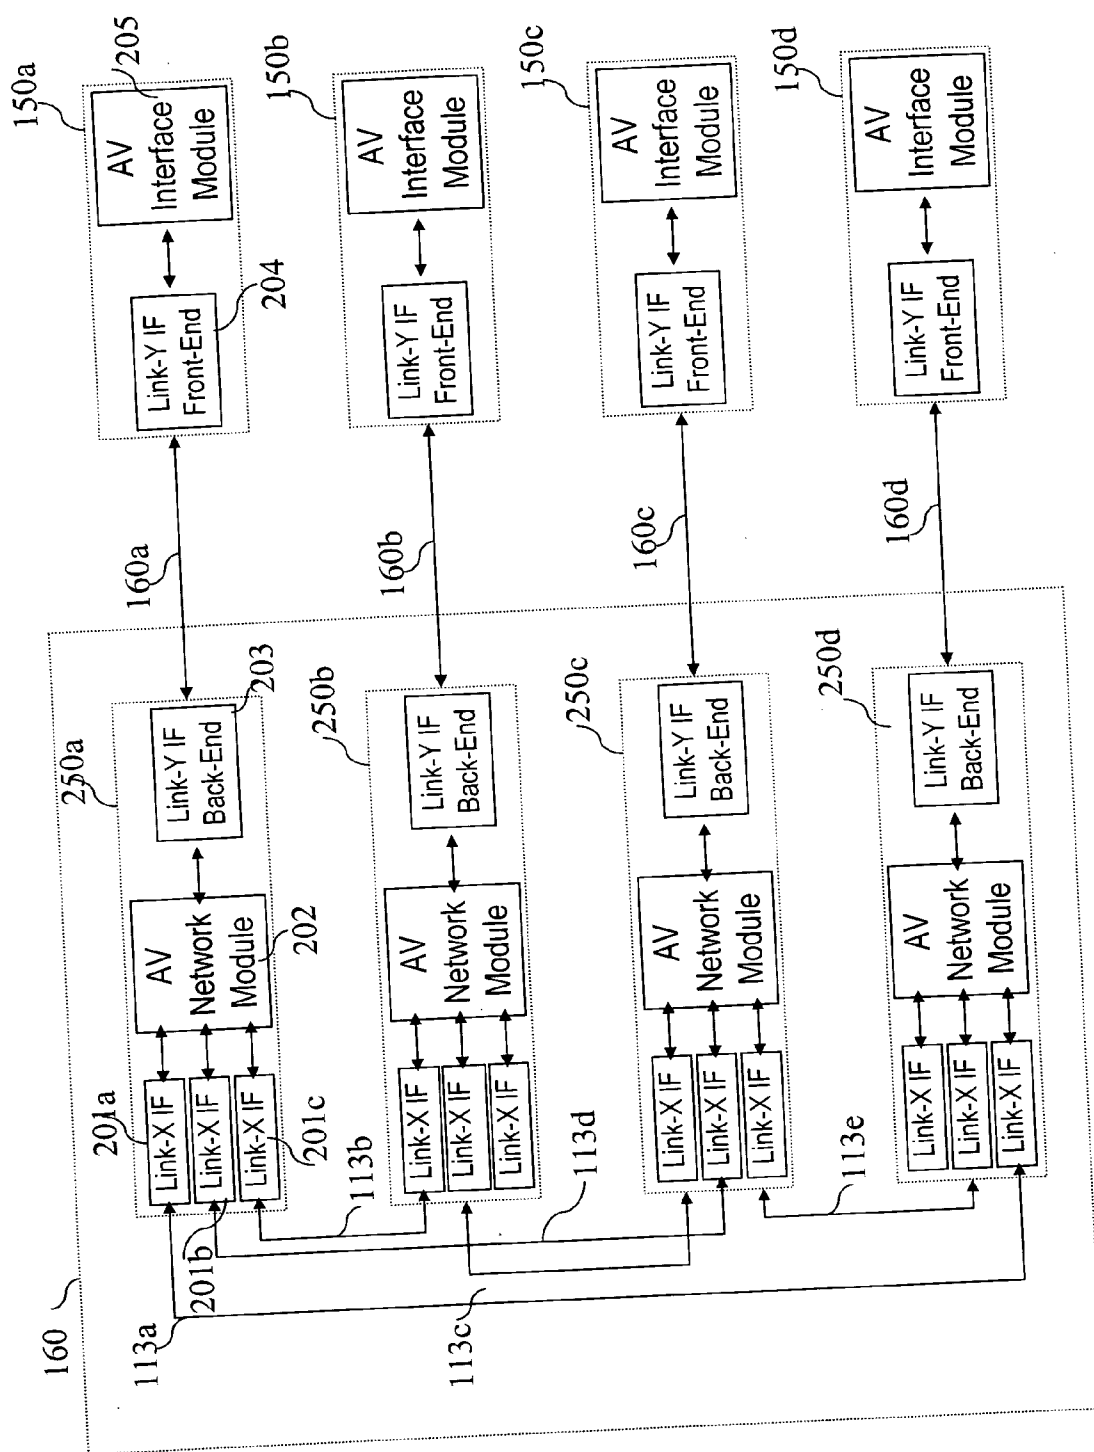 150a
205
AV
Interface
Module
204
Link-Y IF
Front-End
160a
203
Link-Y IF
Back-End
250a
AV
Network
Module
202
201a
Link-X IF
Link-X IF
Link-X IF
201c
201b
150b
AV
Interface
Module
Link-Y IF
Front-End
160b
250b
Link-Y IF
Back-End
AV
Network
Module
Link-X IF
Link-X IF
Link-X IF
113b
150c
AV
Interface
Module
Link-Y IF
Front-End
160c
250c
Link-Y IF
Back-End
AV
Network
Module
Link-X IF
Link-X IF
Link-X IF
113d
150d
AV
Interface
Module
Link-Y IF
Front-End
160d
250d
Link-Y IF
Back-End
AV
Network
Module
Link-X IF
Link-X IF
Link-X IF
113e
160
113a
113c